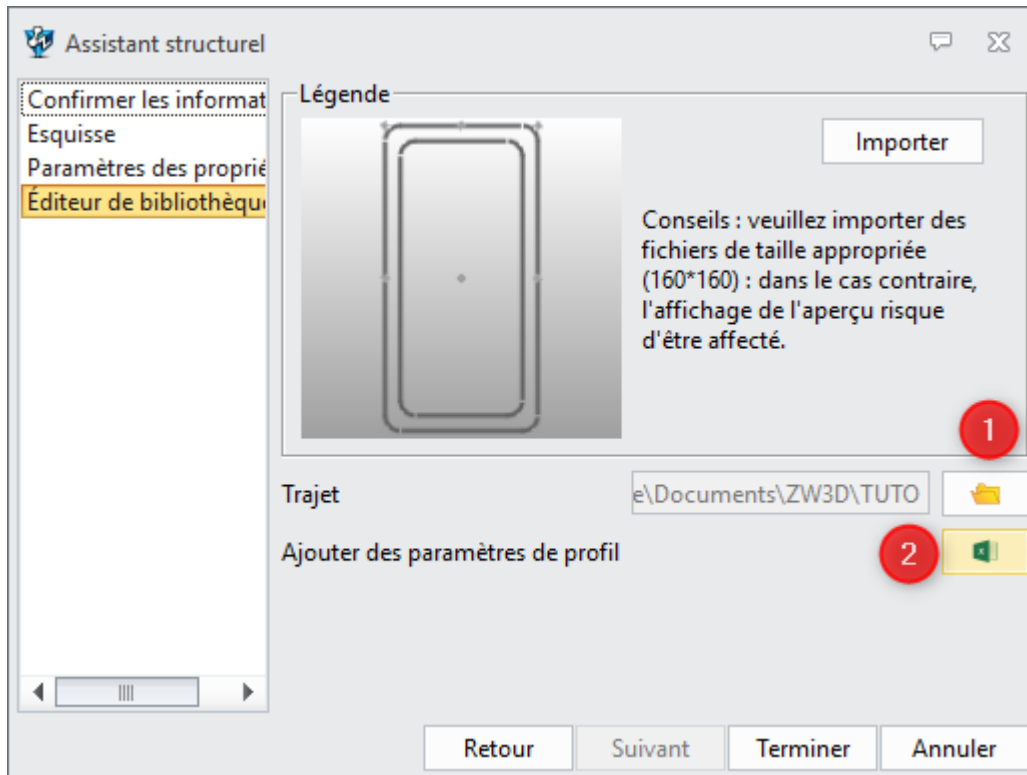 Assistant structurel
Confirmer les informat
Esquisse
Paramètres des proprié
Éditeur de bibliothèqu
Légende
Importer
Conseils : veuillez importer des
fichiers de taille appropriée
(160*160) : dans le cas contraire,
l'affichage de l'aperçu risque
d'être affecté.
1
Trajet
e\Documents\ZW3D\TUTO
Ajouter des paramètres de profil
2
Retour
Suivant
Terminer
Annuler